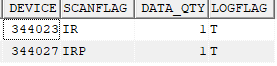 DEVICE SCANFLAG DATA_QTY LOGFLAG
344023 IR 1 T
344027 IRP 1 T